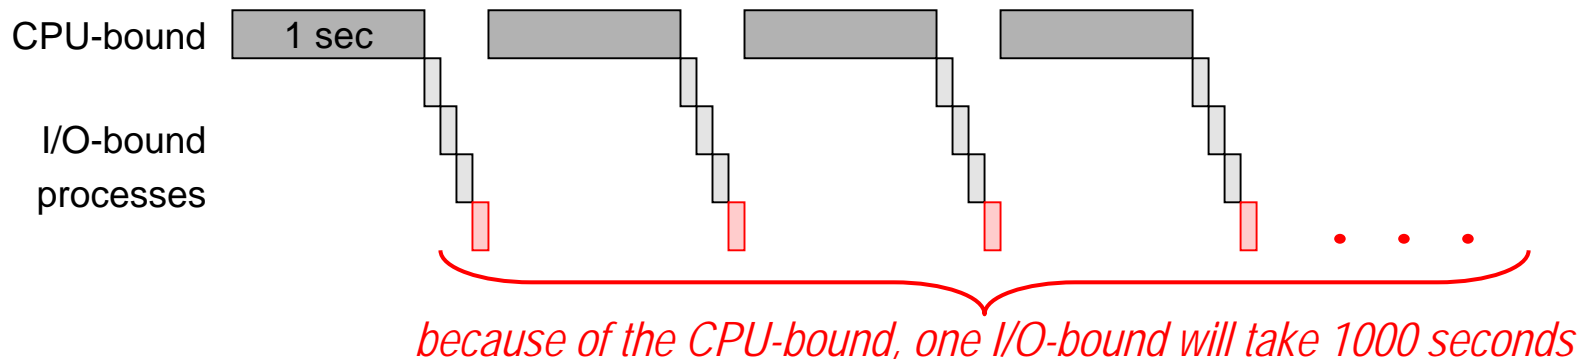 CPU-bound
1 sec
I/O-bound
processes
because of the CPU-bound, one I/O-bound will take 1000 seconds